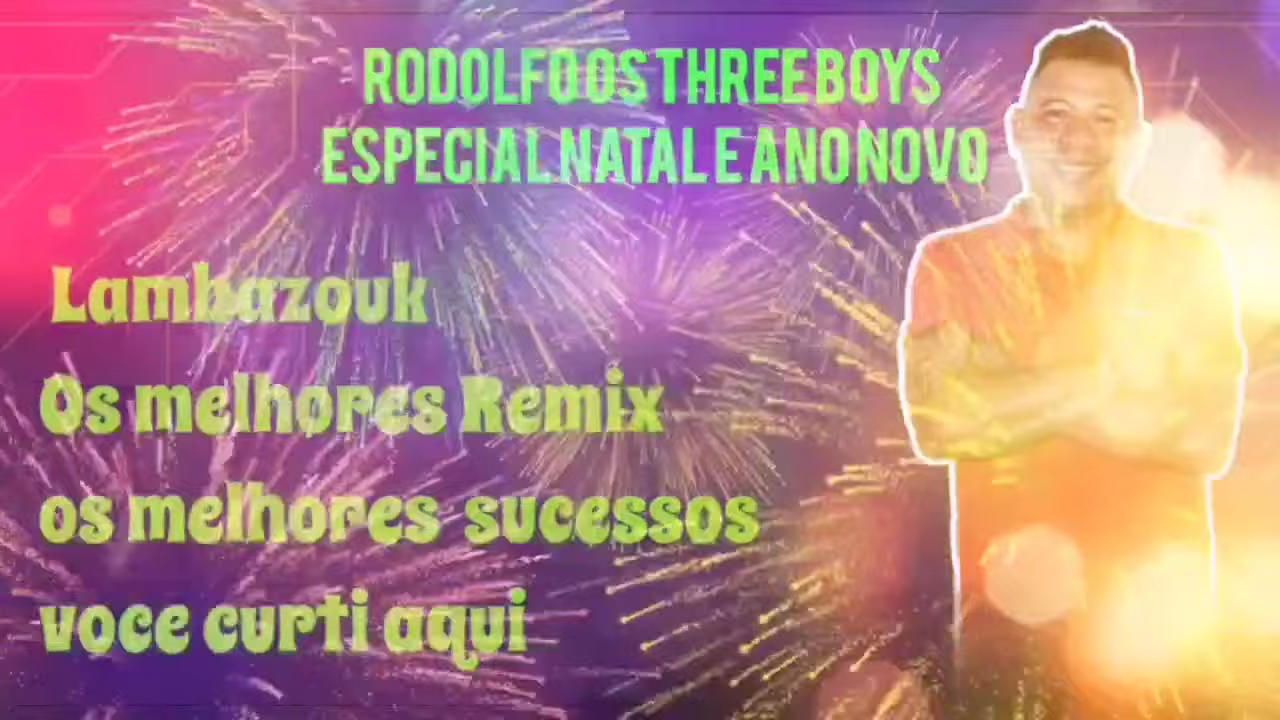 RODOLFO OS THREE BOYS
ESPECIAL NATAL E ANO NOVO
Lambazouk
Os melhores Remix
os melhores sucessos
voce curti aqui